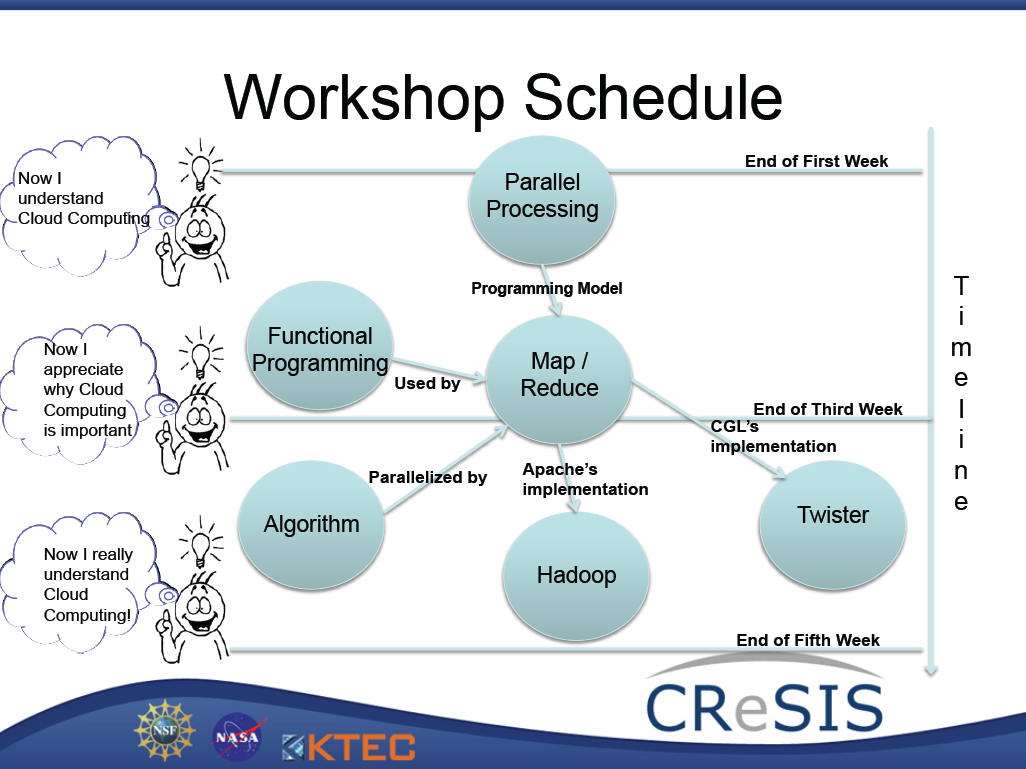 Workshop Schedule
End of First Week
Now I
understand
Cloud Computing
Parallel
Processing
Programming Model
Functional
Programming
Used by
Map /
Reduce
Now I
appreciate
why Cloud
Computing
is important
End of Third Week
CGL's
implementation
Parallelized by
Apache's
implementation
Algorithm
Hadoop
Twister
Now I really
understand
Cloud
Computing!
End of Fifth Week
T
i
m
e
l
i
n
e
CReSIS
NSF
NASA
KTEC